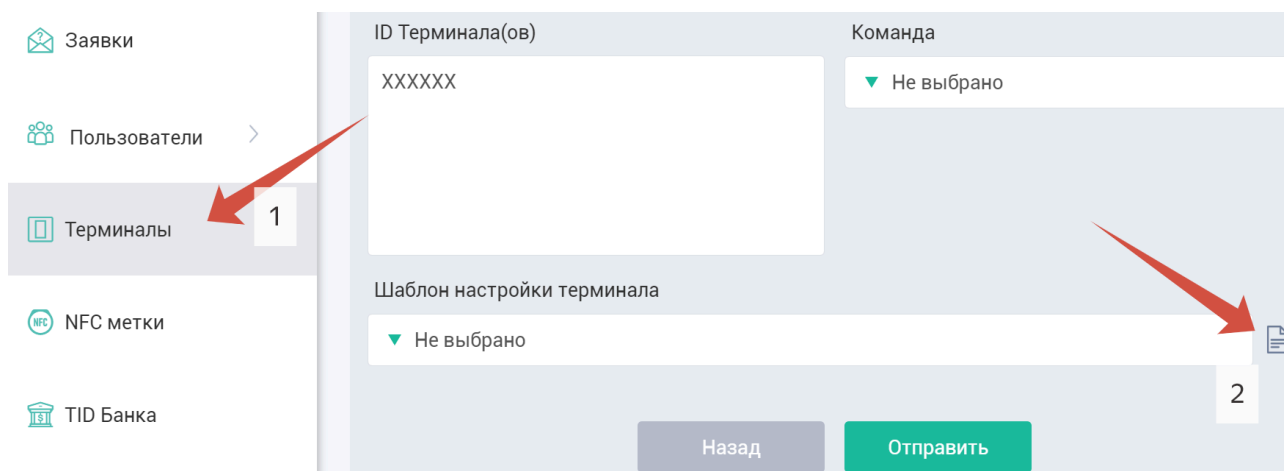 Заявки
Пользователи
Терминалы
1
NFC
NFC метки
TID Банка
ID Терминала(ов)
XXXXXX
Команда
Не выбрано
Шаблон настройки терминала
Не выбрано
2
Назад
Отправить